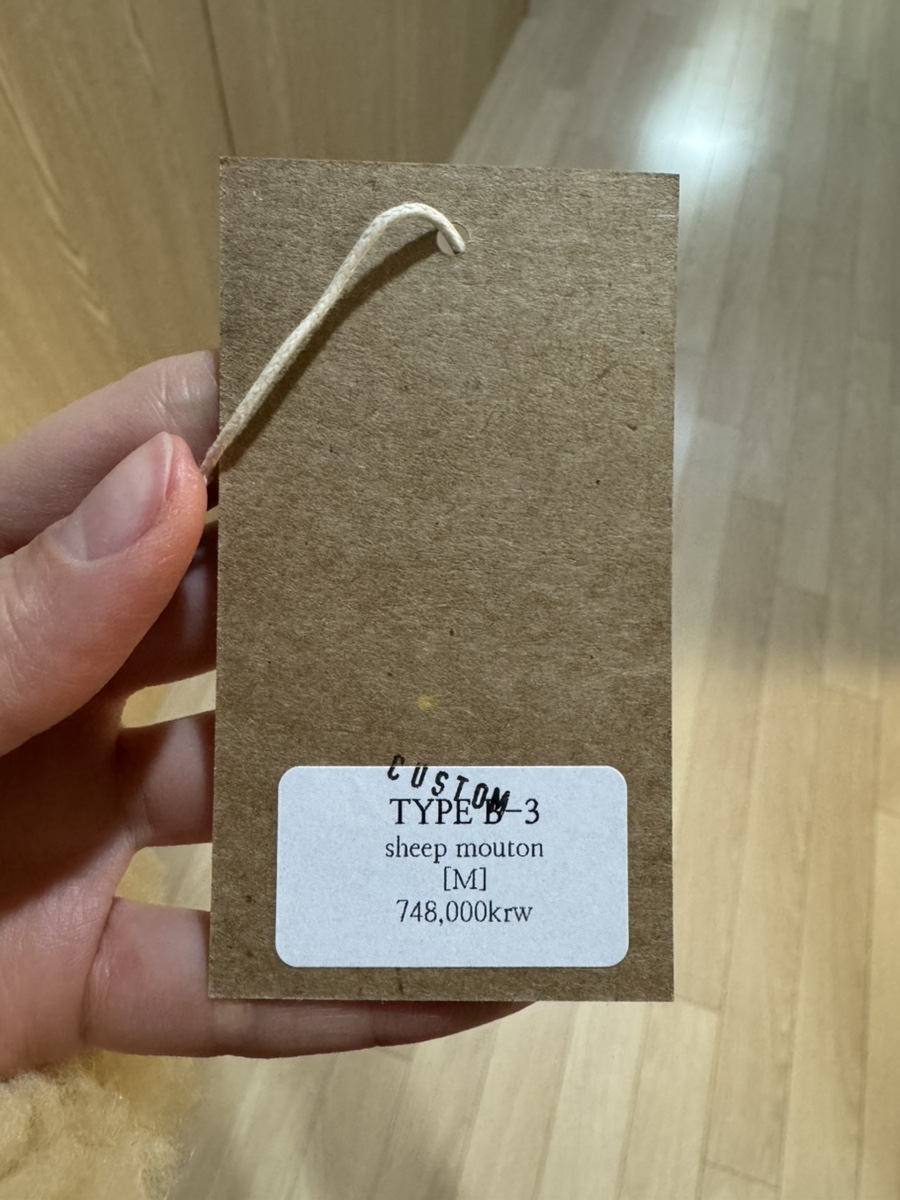 CUSTOM
TYPE B-3
sheep mouton
[M]
748,000krw